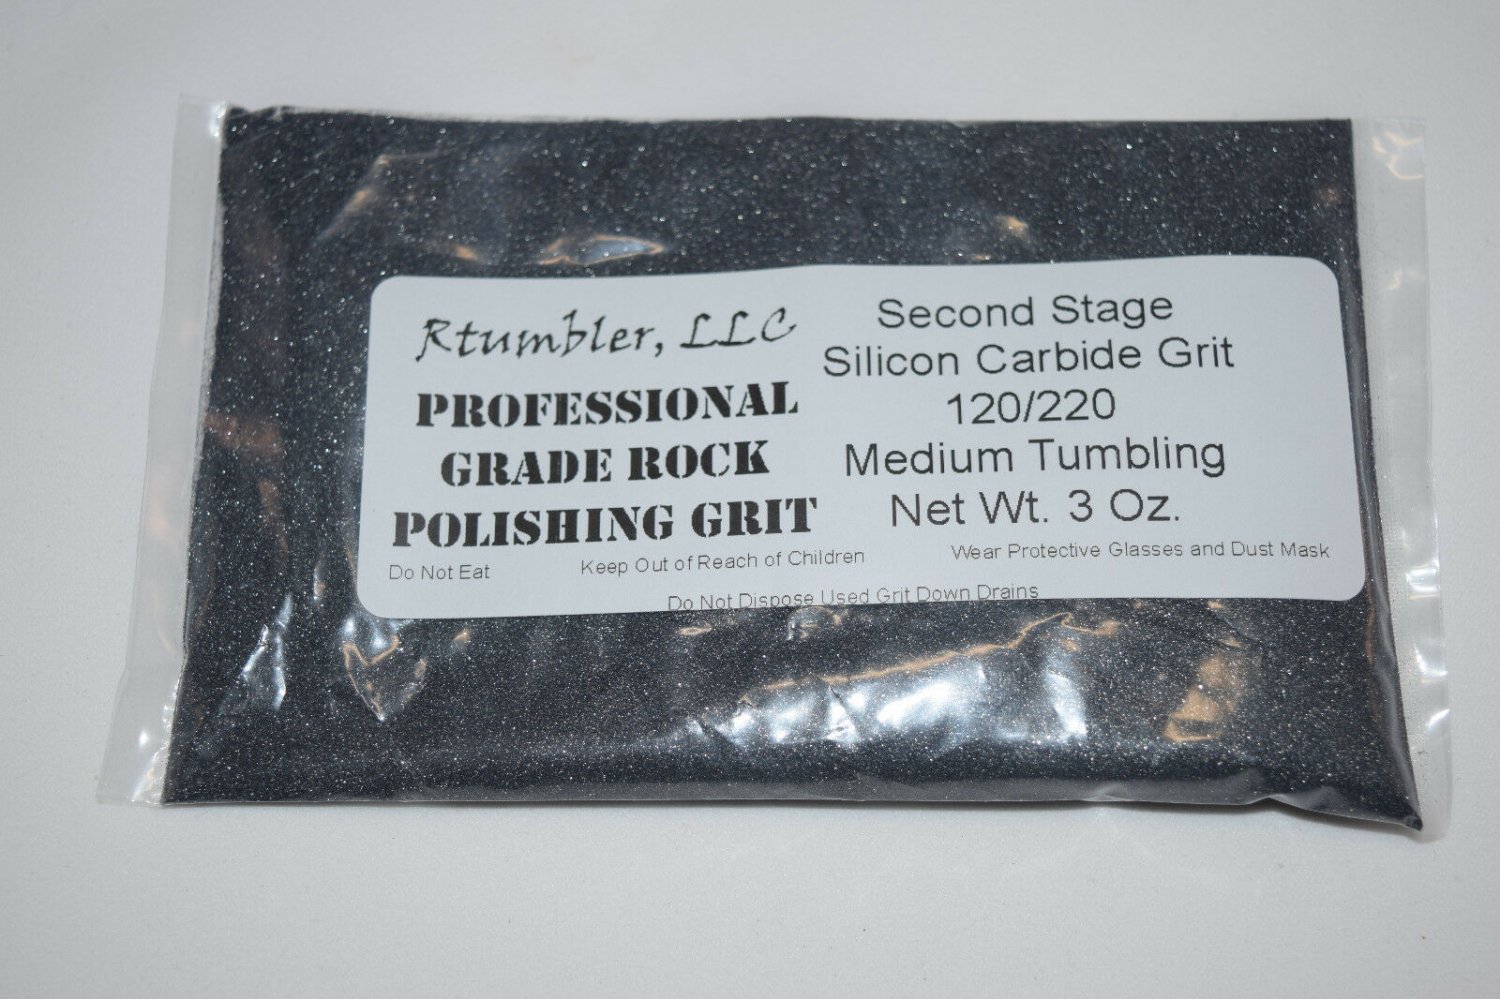 Rtumbler, LLC
PROFESSIONAL
GRADE ROCK
POLISHING GRIT
Second Stage
Silicon Carbide Grit
120/220
Medium Tumbling
Net Wt. 3 Oz.
Do Not Eat
Keep Out of Reach of Children
Wear Protective Glasses and Dust Mask
Do Not Dispose Used Grit Down Drains